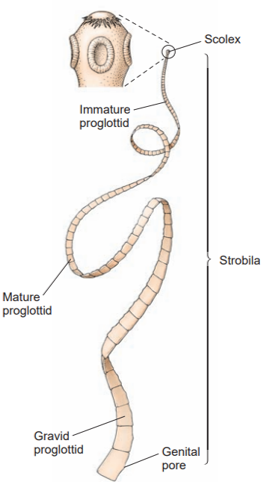 Scolex
Immature
proglottid
Strobila
Mature
proglottid
Gravid
proglottid
Genital
pore